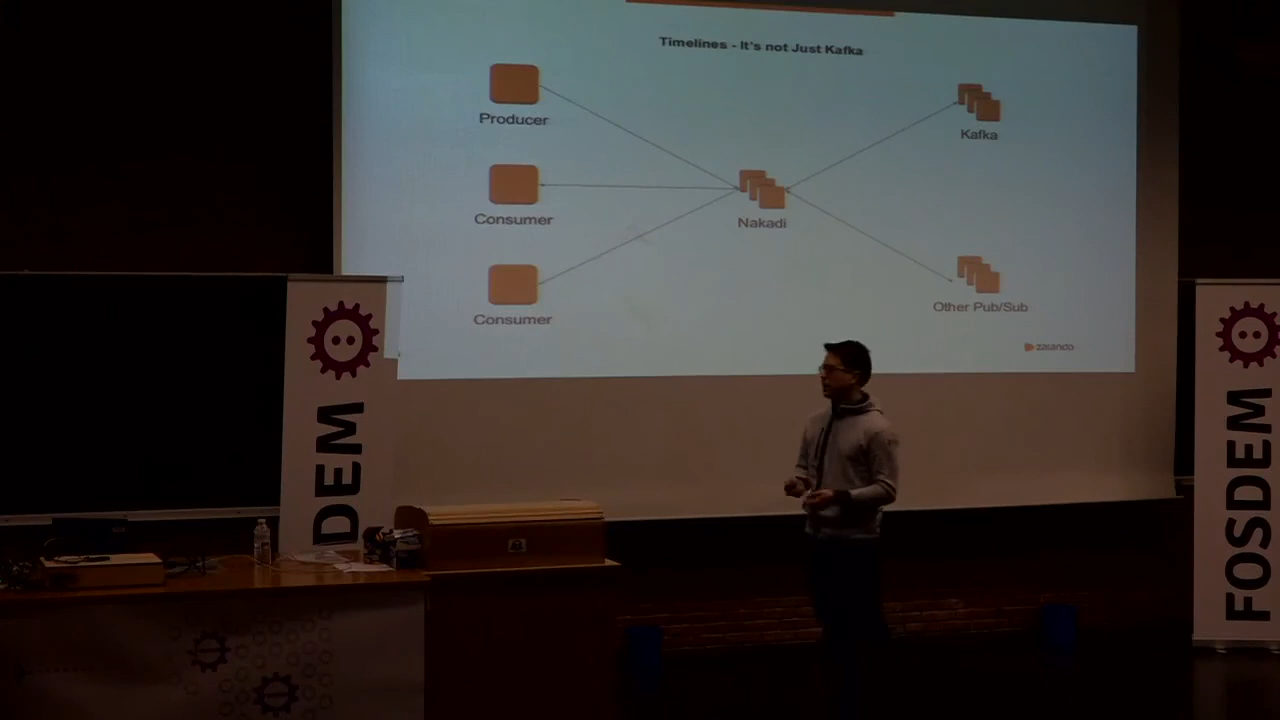 Timelines - It's not Just Kafka
Producer
Kafka
Consumer
Nakadi
Consumer
Other Pub/Sub
zalando
DEM
FOSDEM